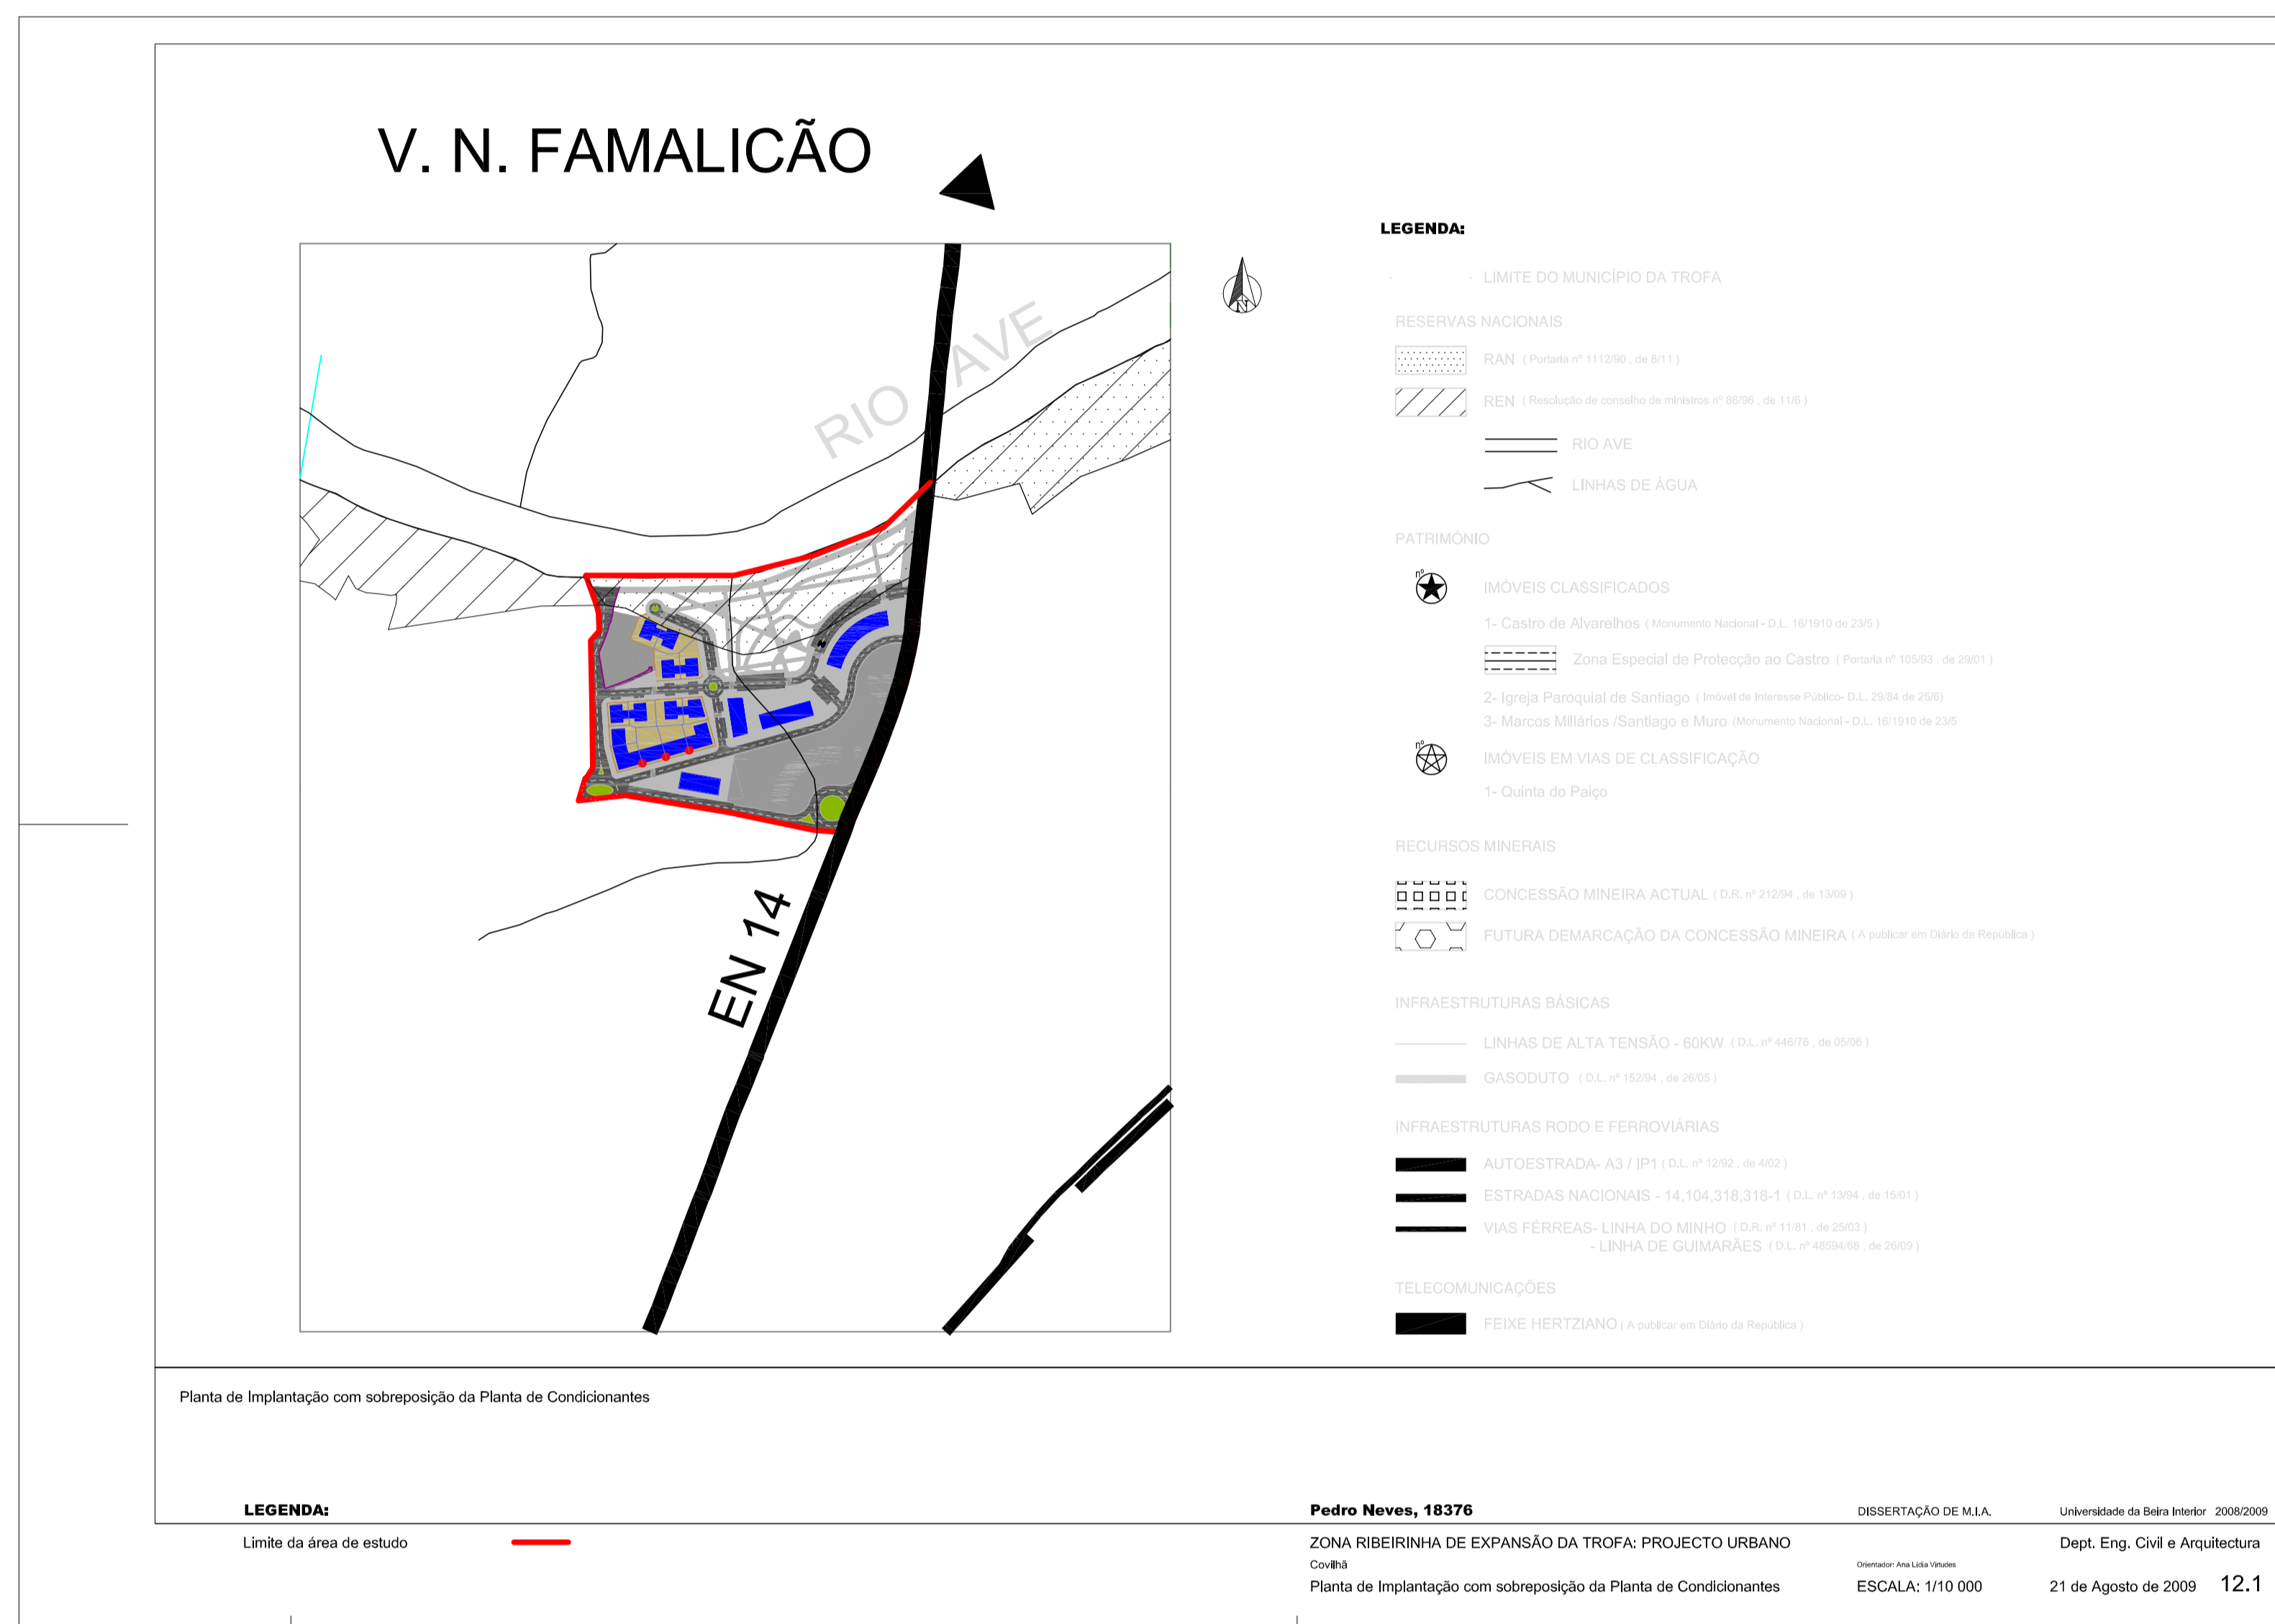 V. N. FAMALICÃO
RIO AVE
EN 14
N
LEGENDA:
LIMITE DO MUNICÍPIO DA TROFA
RESERVAS NACIONAIS
RAN ( Portaria nº 1112/90 , de 8/11 )
REN ( Resolução de conselho de ministros nº 86/96 , de 11/6 )
RIO AVE
LINHAS DE ÁGUA
PATRIMÓNIO
nº
IMÓVEIS CLASSIFICADOS
1- Castro de Alvarelhos ( Monumento Nacional - D.L. 16/1910 de 23/5 )
Zona Especial de Protecção ao Castro ( Portaria nº 105/93 , de 29/01 )
2- Igreja Paroquial de Santiago ( Imóvel de Interesse Público- D.L. 29/84 de 25/6)
3- Marcos Miliários /Santiago e Muro (Monumento Nacional - D.L. 16/1910 de 23/5
nº
IMÓVEIS EM VIAS DE CLASSIFICAÇÃO
1- Quinta do Paiço
RECURSOS MINERAIS
CONCESSÃO MINEIRA ACTUAL ( D.R. nº 212/94 , de 13/09 )
FUTURA DEMARCAÇÃO DA CONCESSÃO MINEIRA ( A publicar em Diário da República )
INFRAESTRUTURAS BÁSICAS
LINHAS DE ALTA TENSÃO - 60KW ( D.L. nº 446/76 , de 05/06 )
GASODUTO ( D.L. nº 152/94 , de 26/05 )
INFRAESTRUTURAS RODO E FERROVIÁRIAS
AUTOESTRADA- A3 / IP1 ( D.L. nº 12/92 , de 4/02 )
ESTRADAS NACIONAIS - 14,104,318,318-1 ( D.L. nº 13/94 , de 15/01 )
VIAS FÉRREAS- LINHA DO MINHO ( D.R. nº 11/81 , de 25/03 )
- LINHA DE GUIMARÃES ( D.L. nº 48594/68 , de 26/09 )
TELECOMUNICAÇÕES
FEIXE HERTZIANO ( A publicar em Diário da República )
Planta de Implantação com sobreposição da Planta de Condicionantes
LEGENDA:
Limite da área de estudo
Pedro Neves, 18376
DISSERTAÇÃO DE M.I.A.
Universidade da Beira Interior 2008/2009
ZONA RIBEIRINHA DE EXPANSÃO DA TROFA: PROJECTO URBANO
Dept. Eng. Civil e Arquitectura
Covilhã
Orientador: Ana Lídia Virtudes
Planta de Implantação com sobreposição da Planta de Condicionantes
ESCALA: 1/10 000
21 de Agosto de 2009 12.1